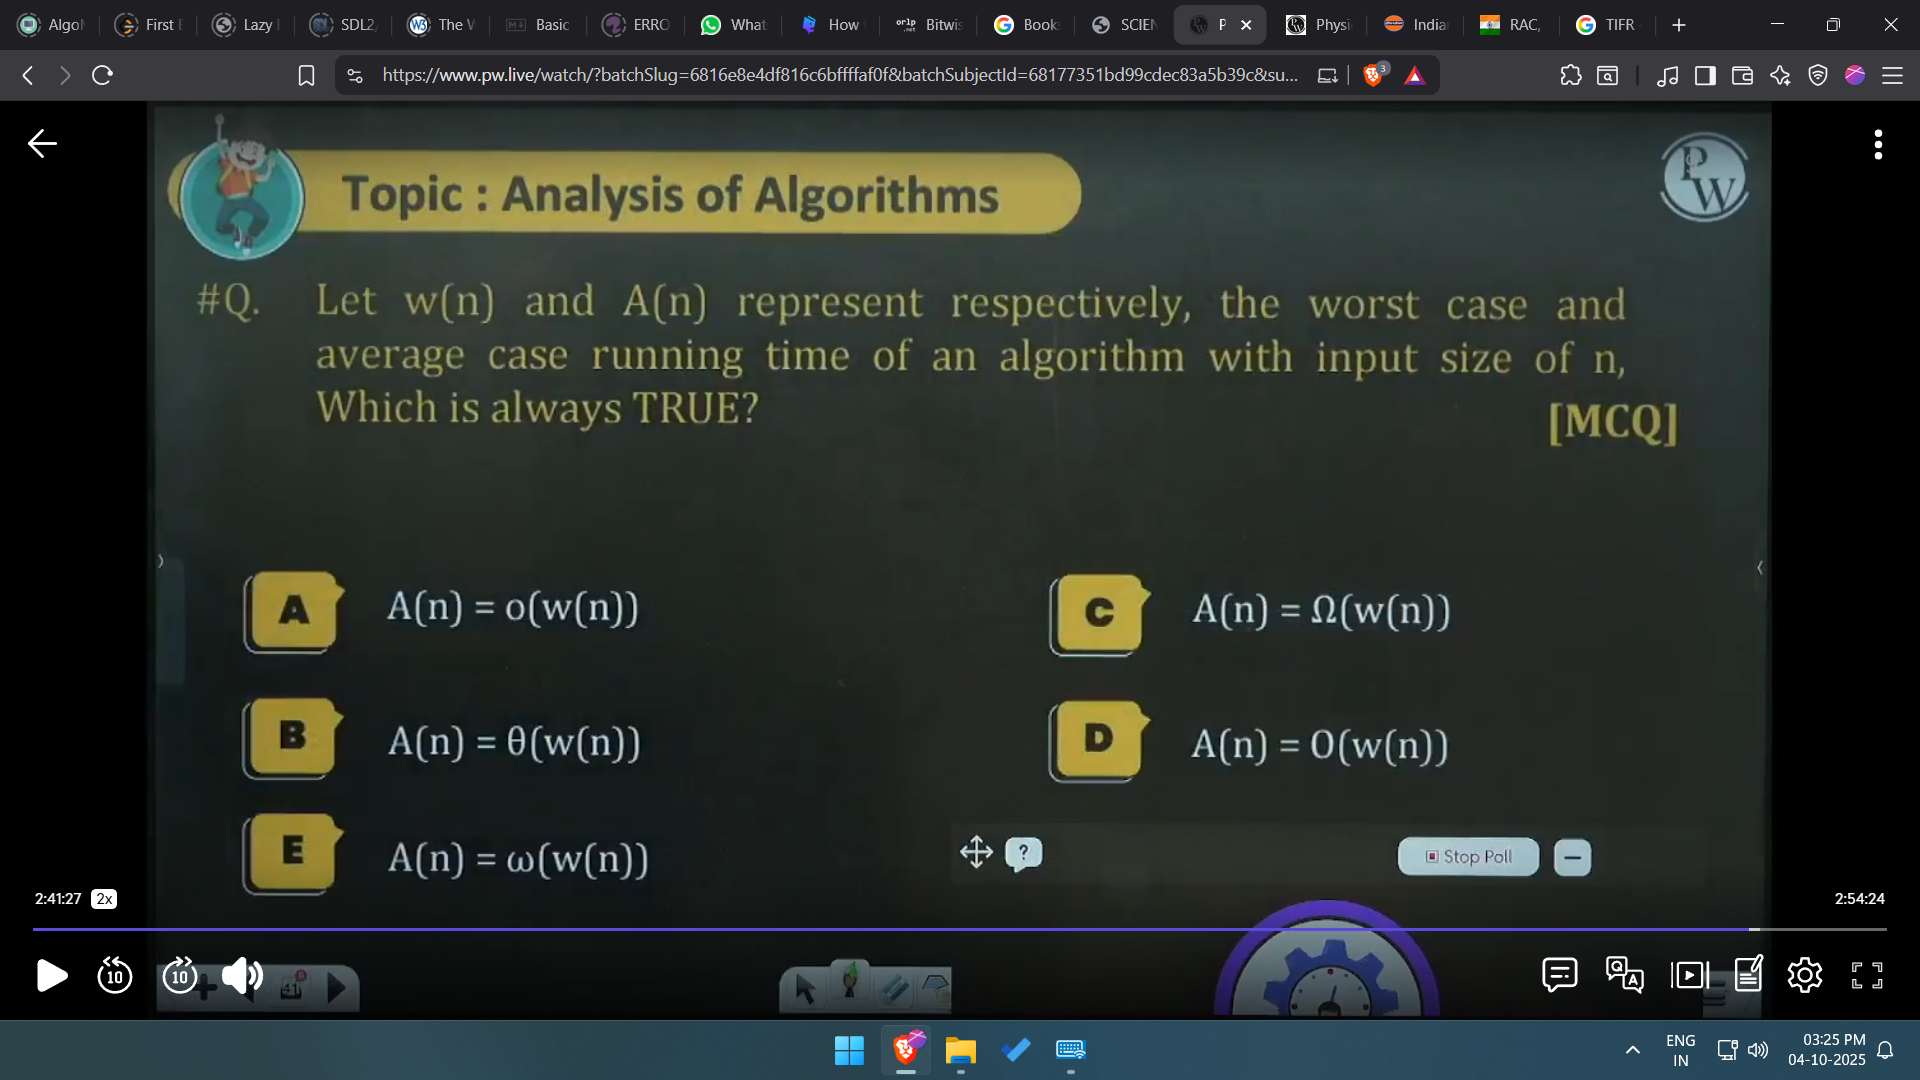 Algo
First
Lazy
SDL2
The
Basic
ERRO
What
How
Bitwis
Book
SCIEN
P
Physi
India
RAC,
TIFR
https://www.pw.live/watch/?batchSlug=6816e8e4df816c6bffffaf0f&batchSubjectId=68177351bd99cdec83a5b39c&su...
3
Topic : Analysis of Algorithms
PW
#Q. Let w(n) and A(n) represent respectively, the worst case and
average case running time of an algorithm with input size of n,
Which is always TRUE?
[MCQ]
A A(n) = o(w(n))
C A(n) = Ω(w(n))
B A(n) = θ(w(n))
D A(n) = O(w(n))
E A(n) = ω(w(n))
? Stop Poll
2:41:27 2x
2:54:24
10 10
41
ENG
IN
03:25 PM
04-10-2025